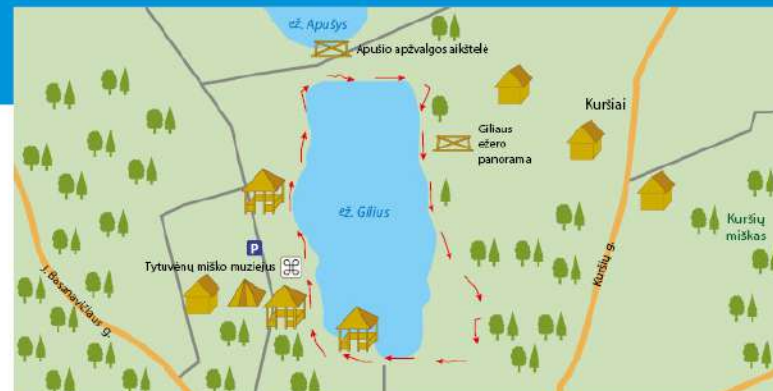 ež. Apušys
Apušio apžvalgos aikštelė
Kuršiai
Giliaus
ežero
panorama
ež. Gilius
Kuršių
miškas
P
Tytuvėnų miško muziejus
J. Basanavičiaus g.
Kuršių g.